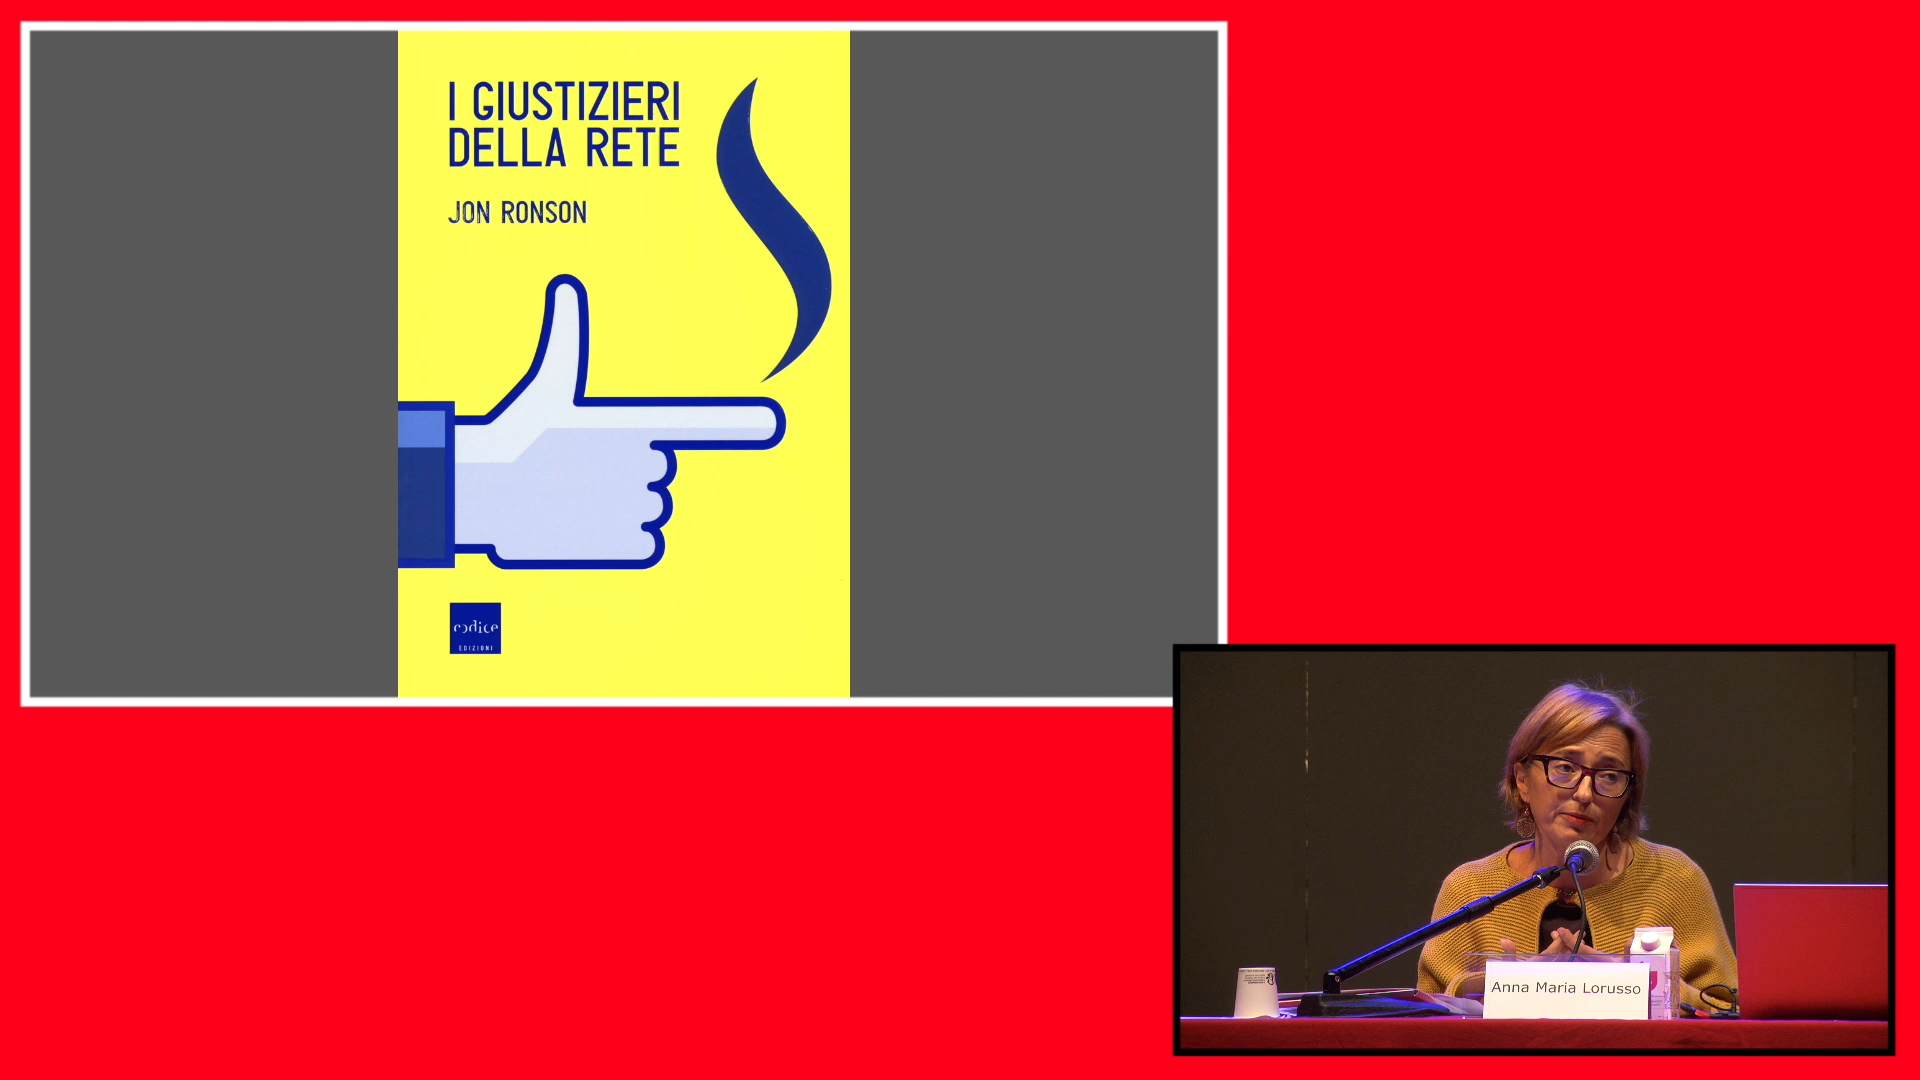 I GIUSTIZIERI
DELLA RETE
JON RONSON
codice
EDIZIONI
Anna Maria Lorusso